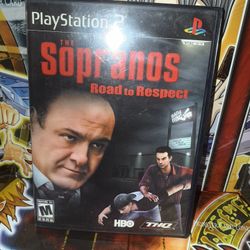 PlayStation 2
THE
Sopranos
Road to Respect
M
HBO
THQ